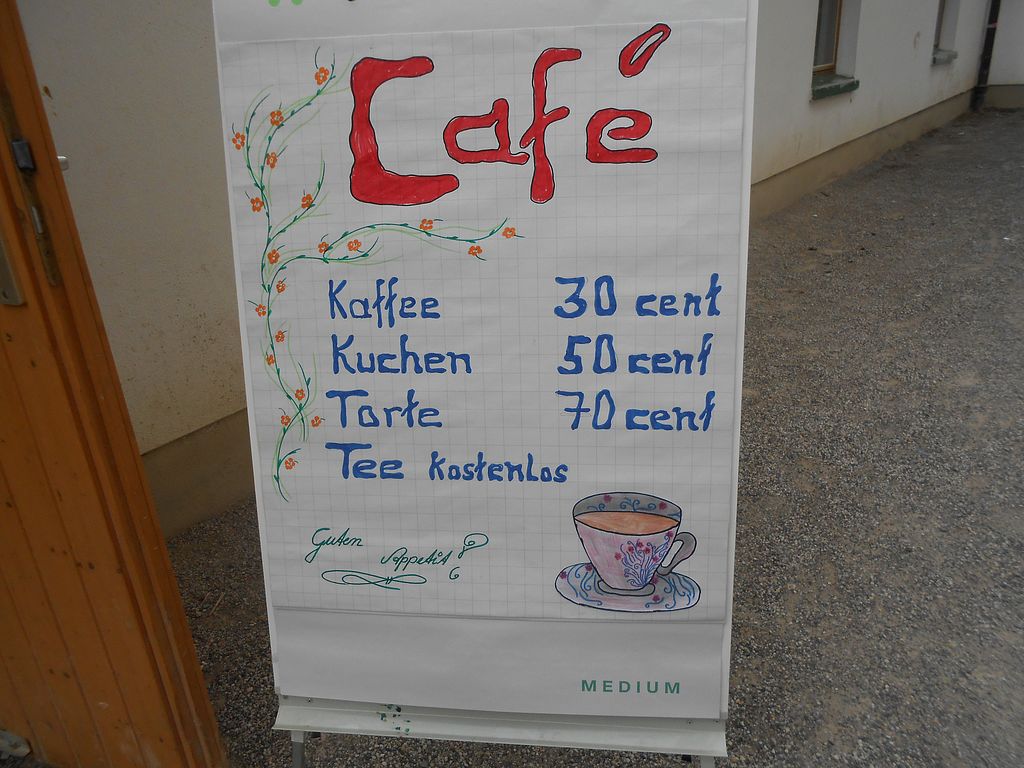 Café
Kaffee 30 cent
Kuchen 50 cent
Torte 70 cent
Tee kostenlos
Guten
Appetit!
MEDIUM